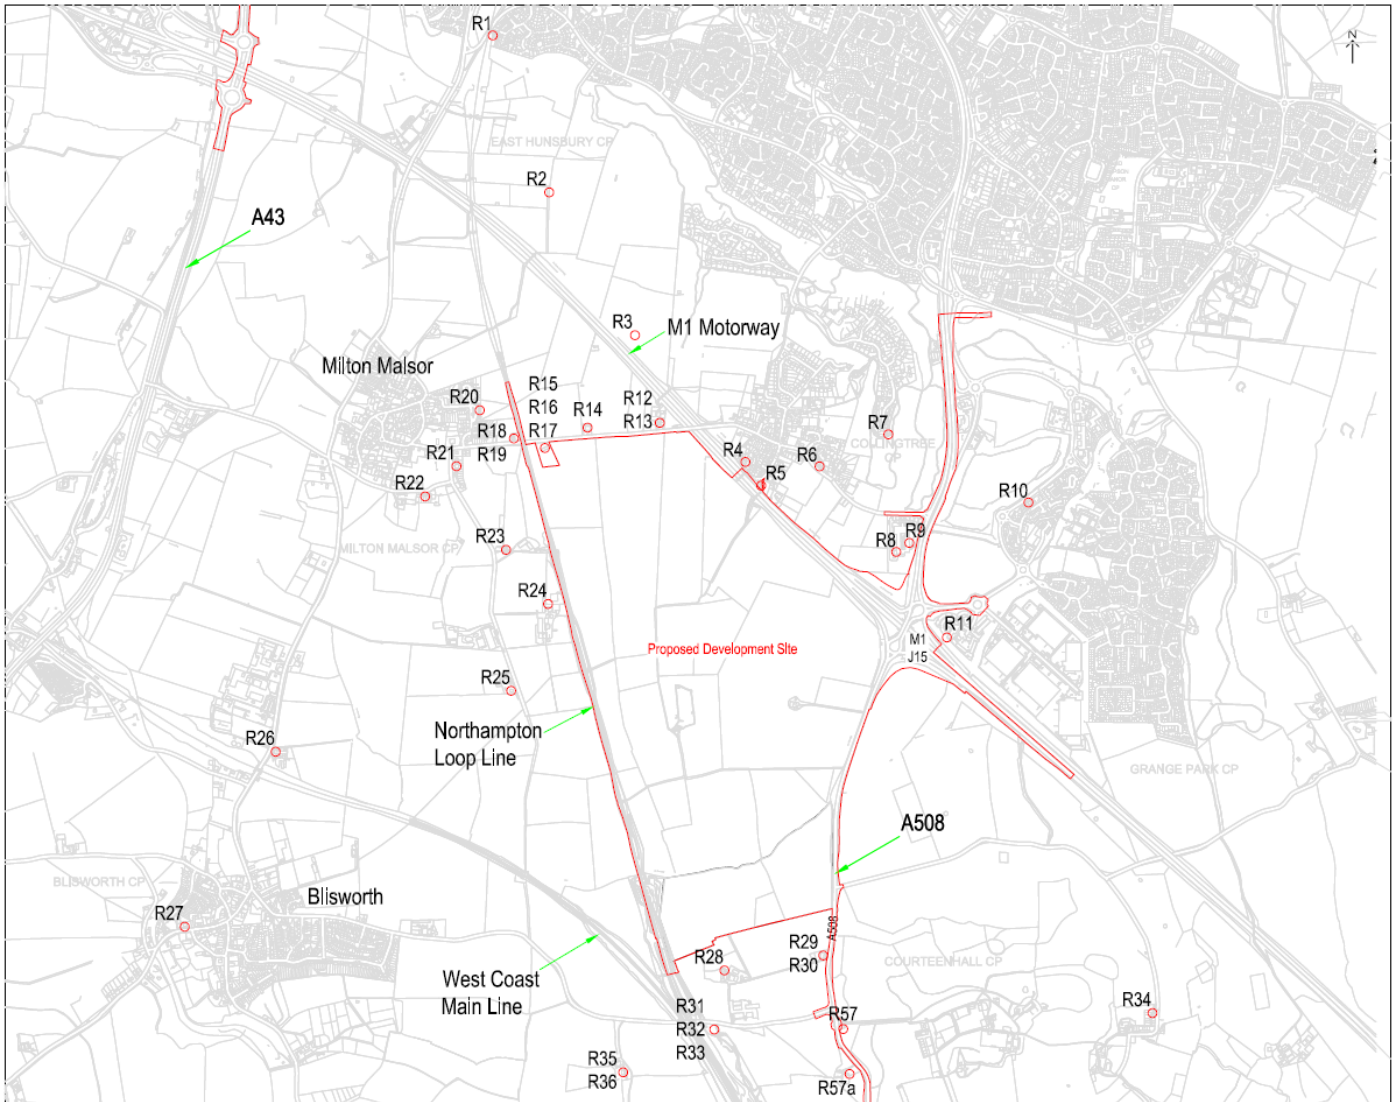 R1
N
EAST HUNSBURY CP
R2
A43
R3
M1 Motorway
Milton Malsor
R15
R16
R17
R14
R12
R13
R20
R18
R19
R7
COLLINGTREE
CP
R4
R5
R6
R21
R22
R10
R23
MILTON MALSOR CP
R8
R9
R24
R11
M1
J15
Proposed Development Site
R25
Northampton
Loop Line
R26
GRANGE PARK CP
A508
BLISWORTH CP
Blisworth
R27
A508
R29
R30
COURTEENHALL CP
R28
West Coast
Main Line
R31
R32
R33
R57
R34
R35
R36
R57a